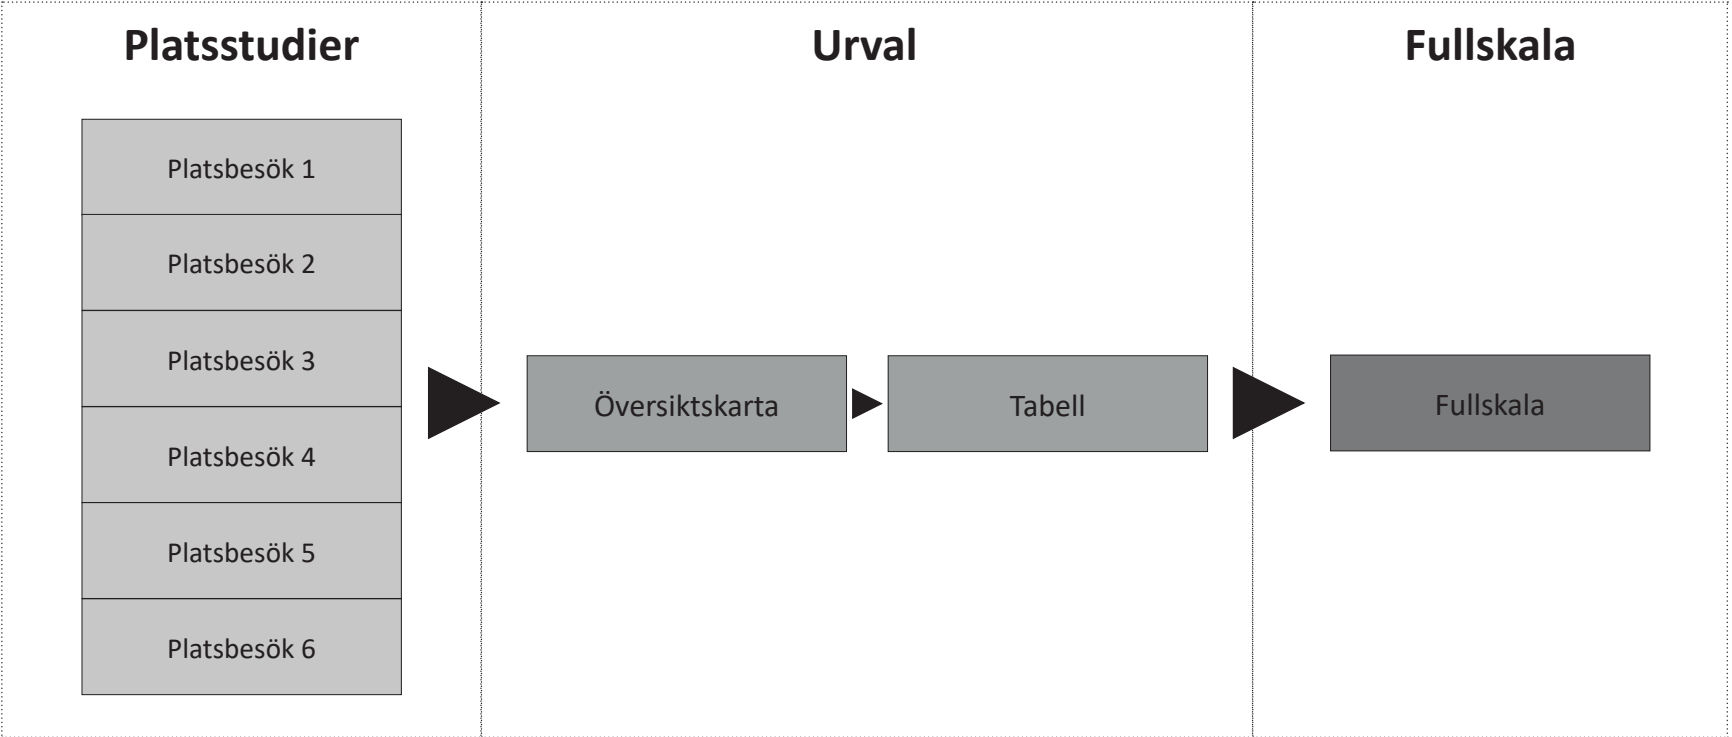 Platsstudier
Platsbesök 1
Platsbesök 2
Platsbesök 3
Platsbesök 4
Platsbesök 5
Platsbesök 6
Urval
Översiktskarta
Tabell
Fullskala
Fullskala